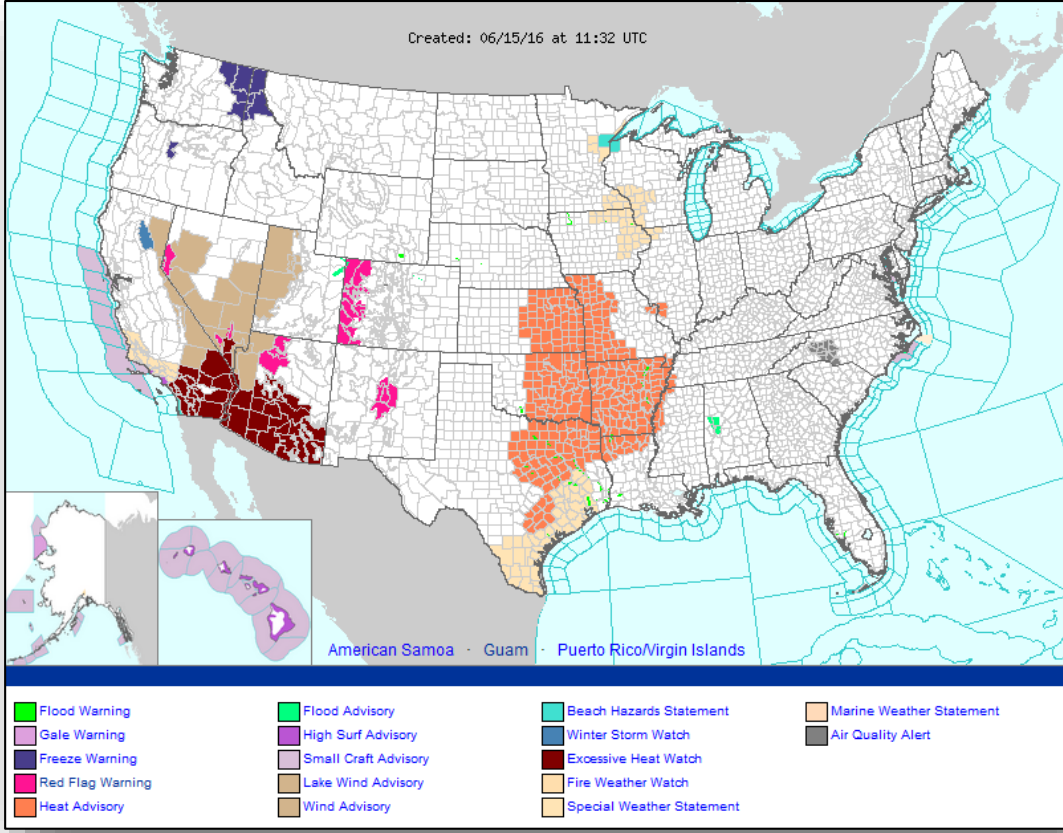 Created: 06/15/16 at 11:32 UTC
American Samoa · Guam · Puerto Rico/Virgin Islands
Flood Warning
Gale Warning
Freeze Warning
Red Flag Warning
Heat Advisory
Flood Advisory
High Surf Advisory
Small Craft Advisory
Lake Wind Advisory
Wind Advisory
Beach Hazards Statement
Winter Storm Watch
Excessive Heat Watch
Fire Weather Watch
Special Weather Statement
Marine Weather Statement
Air Quality Alert